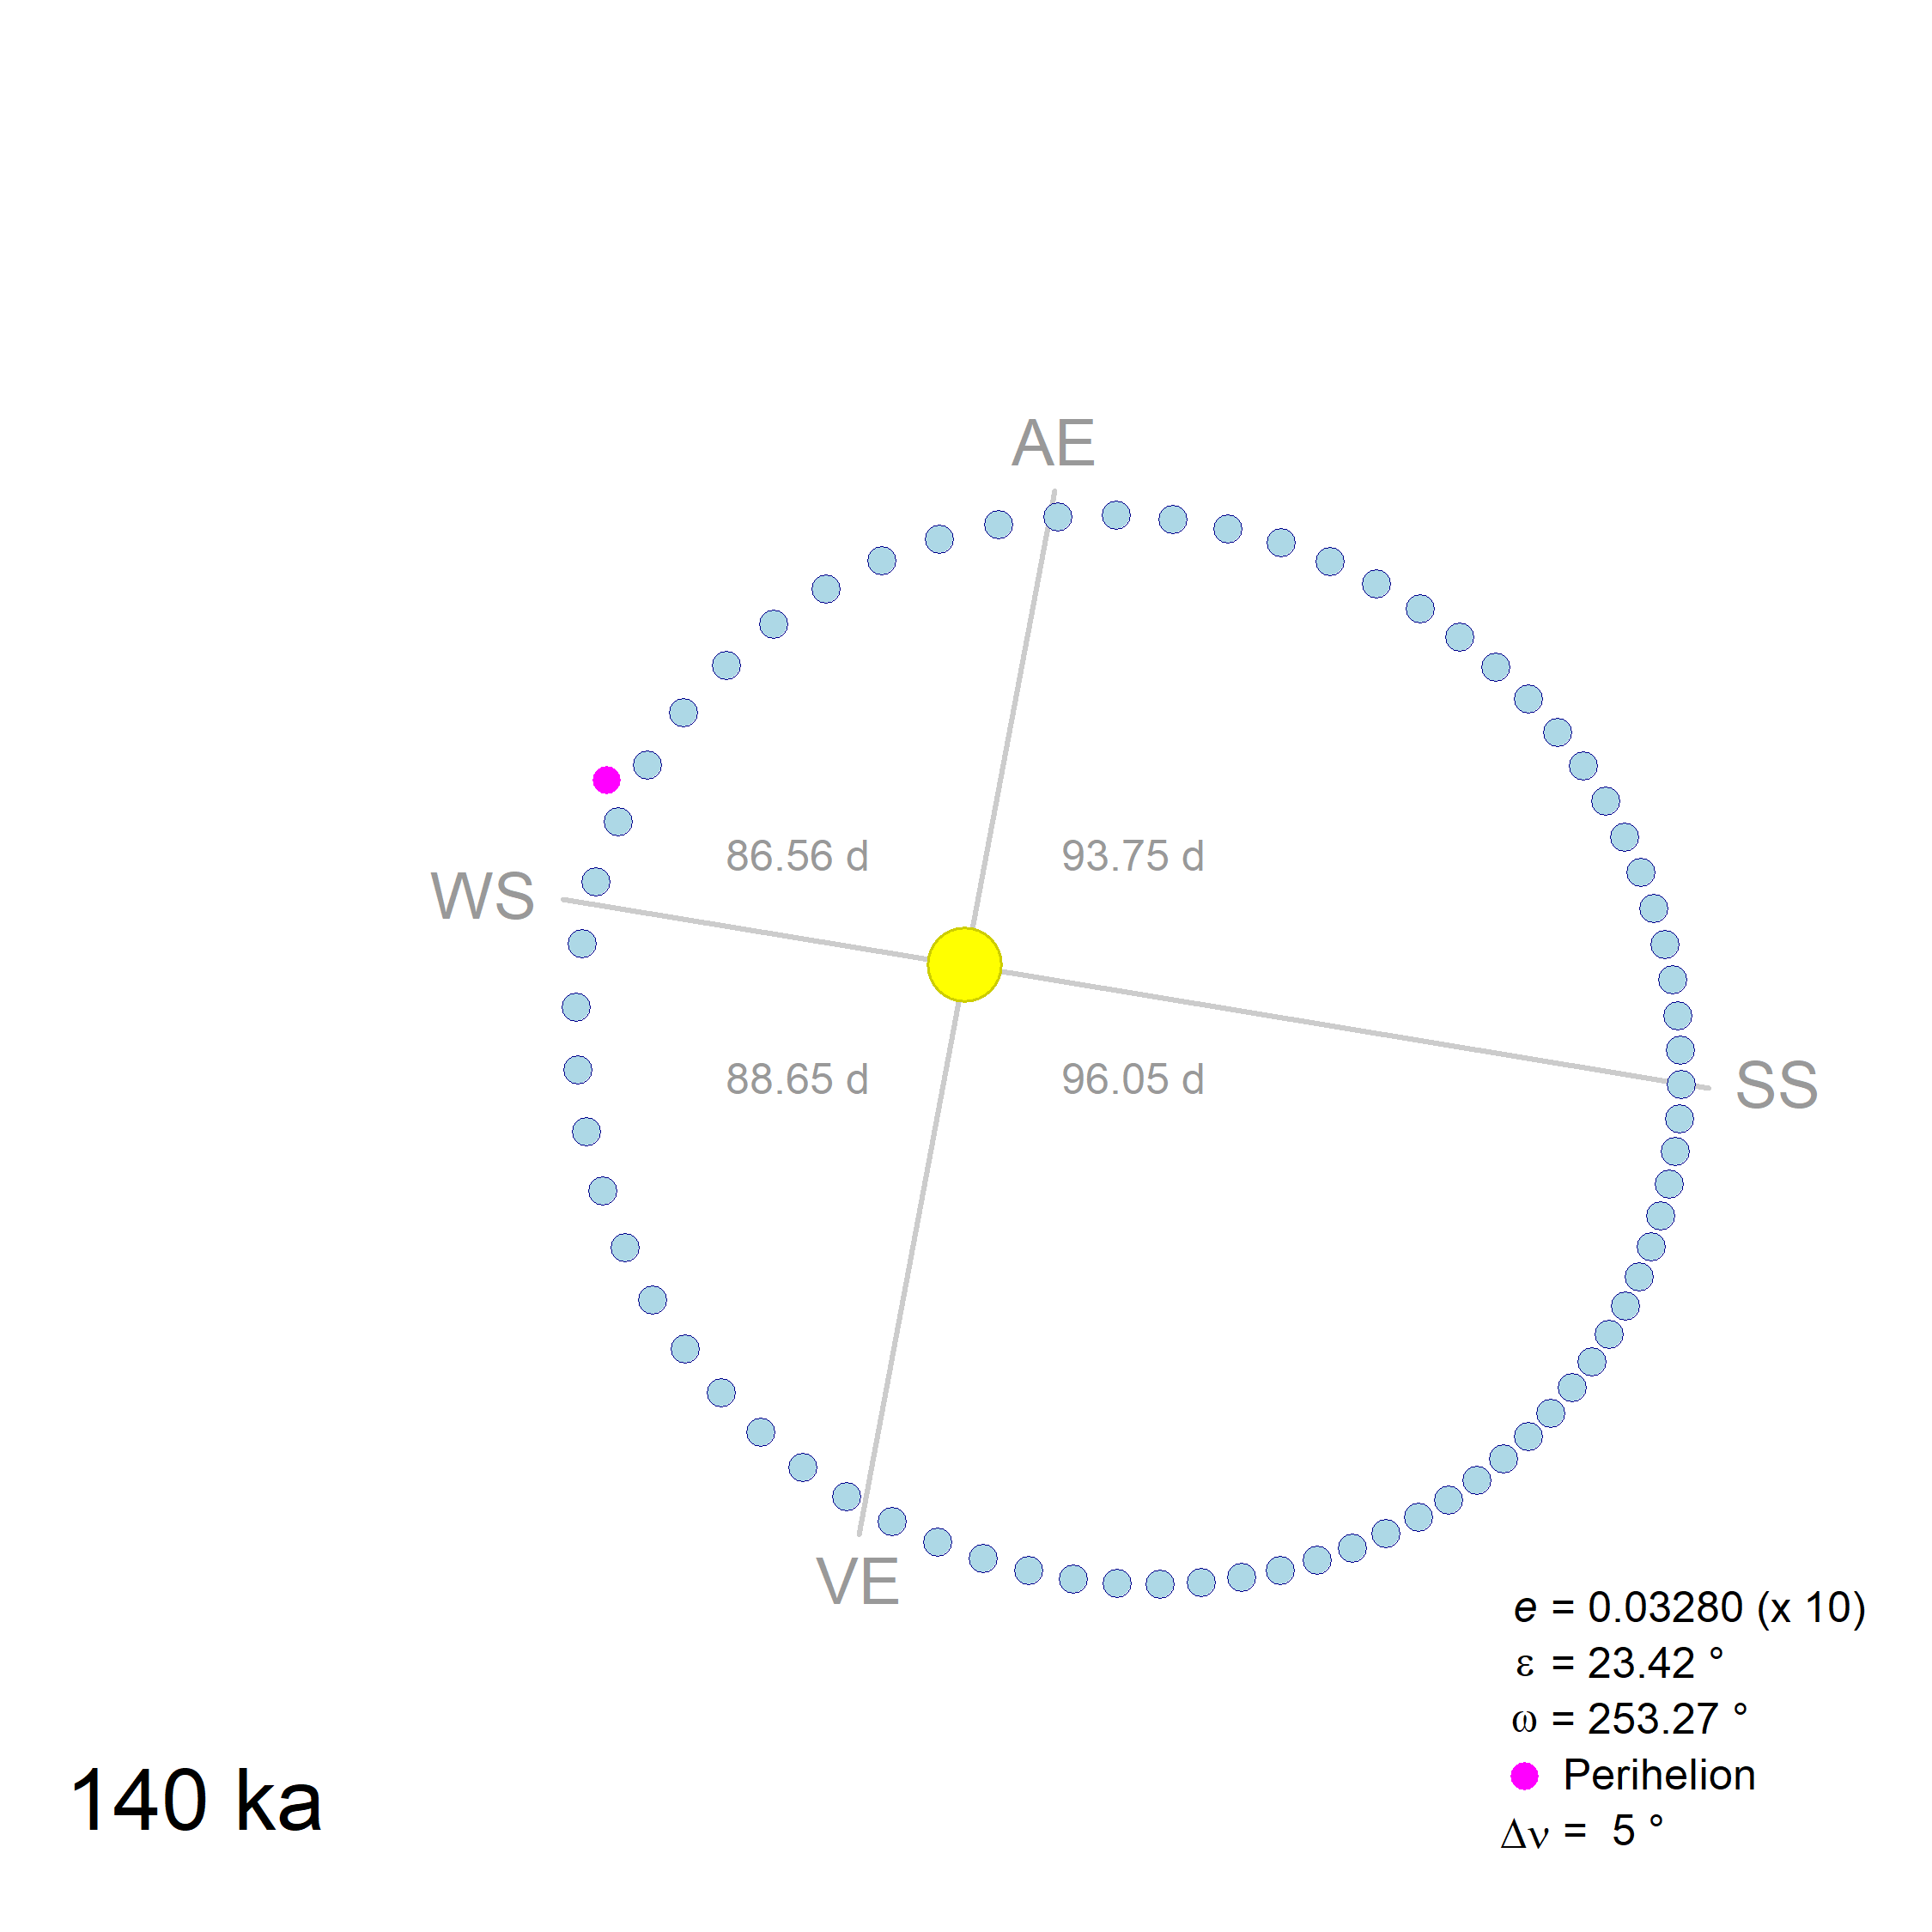 AE
86.56 d
93.75 d
WS
88.65 d
96.05 d
SS
VE
e = 0.03280 (x 10)
ε = 23.42 °
ω = 253.27 °
Perihelion
Δν = 5 °
140 ka